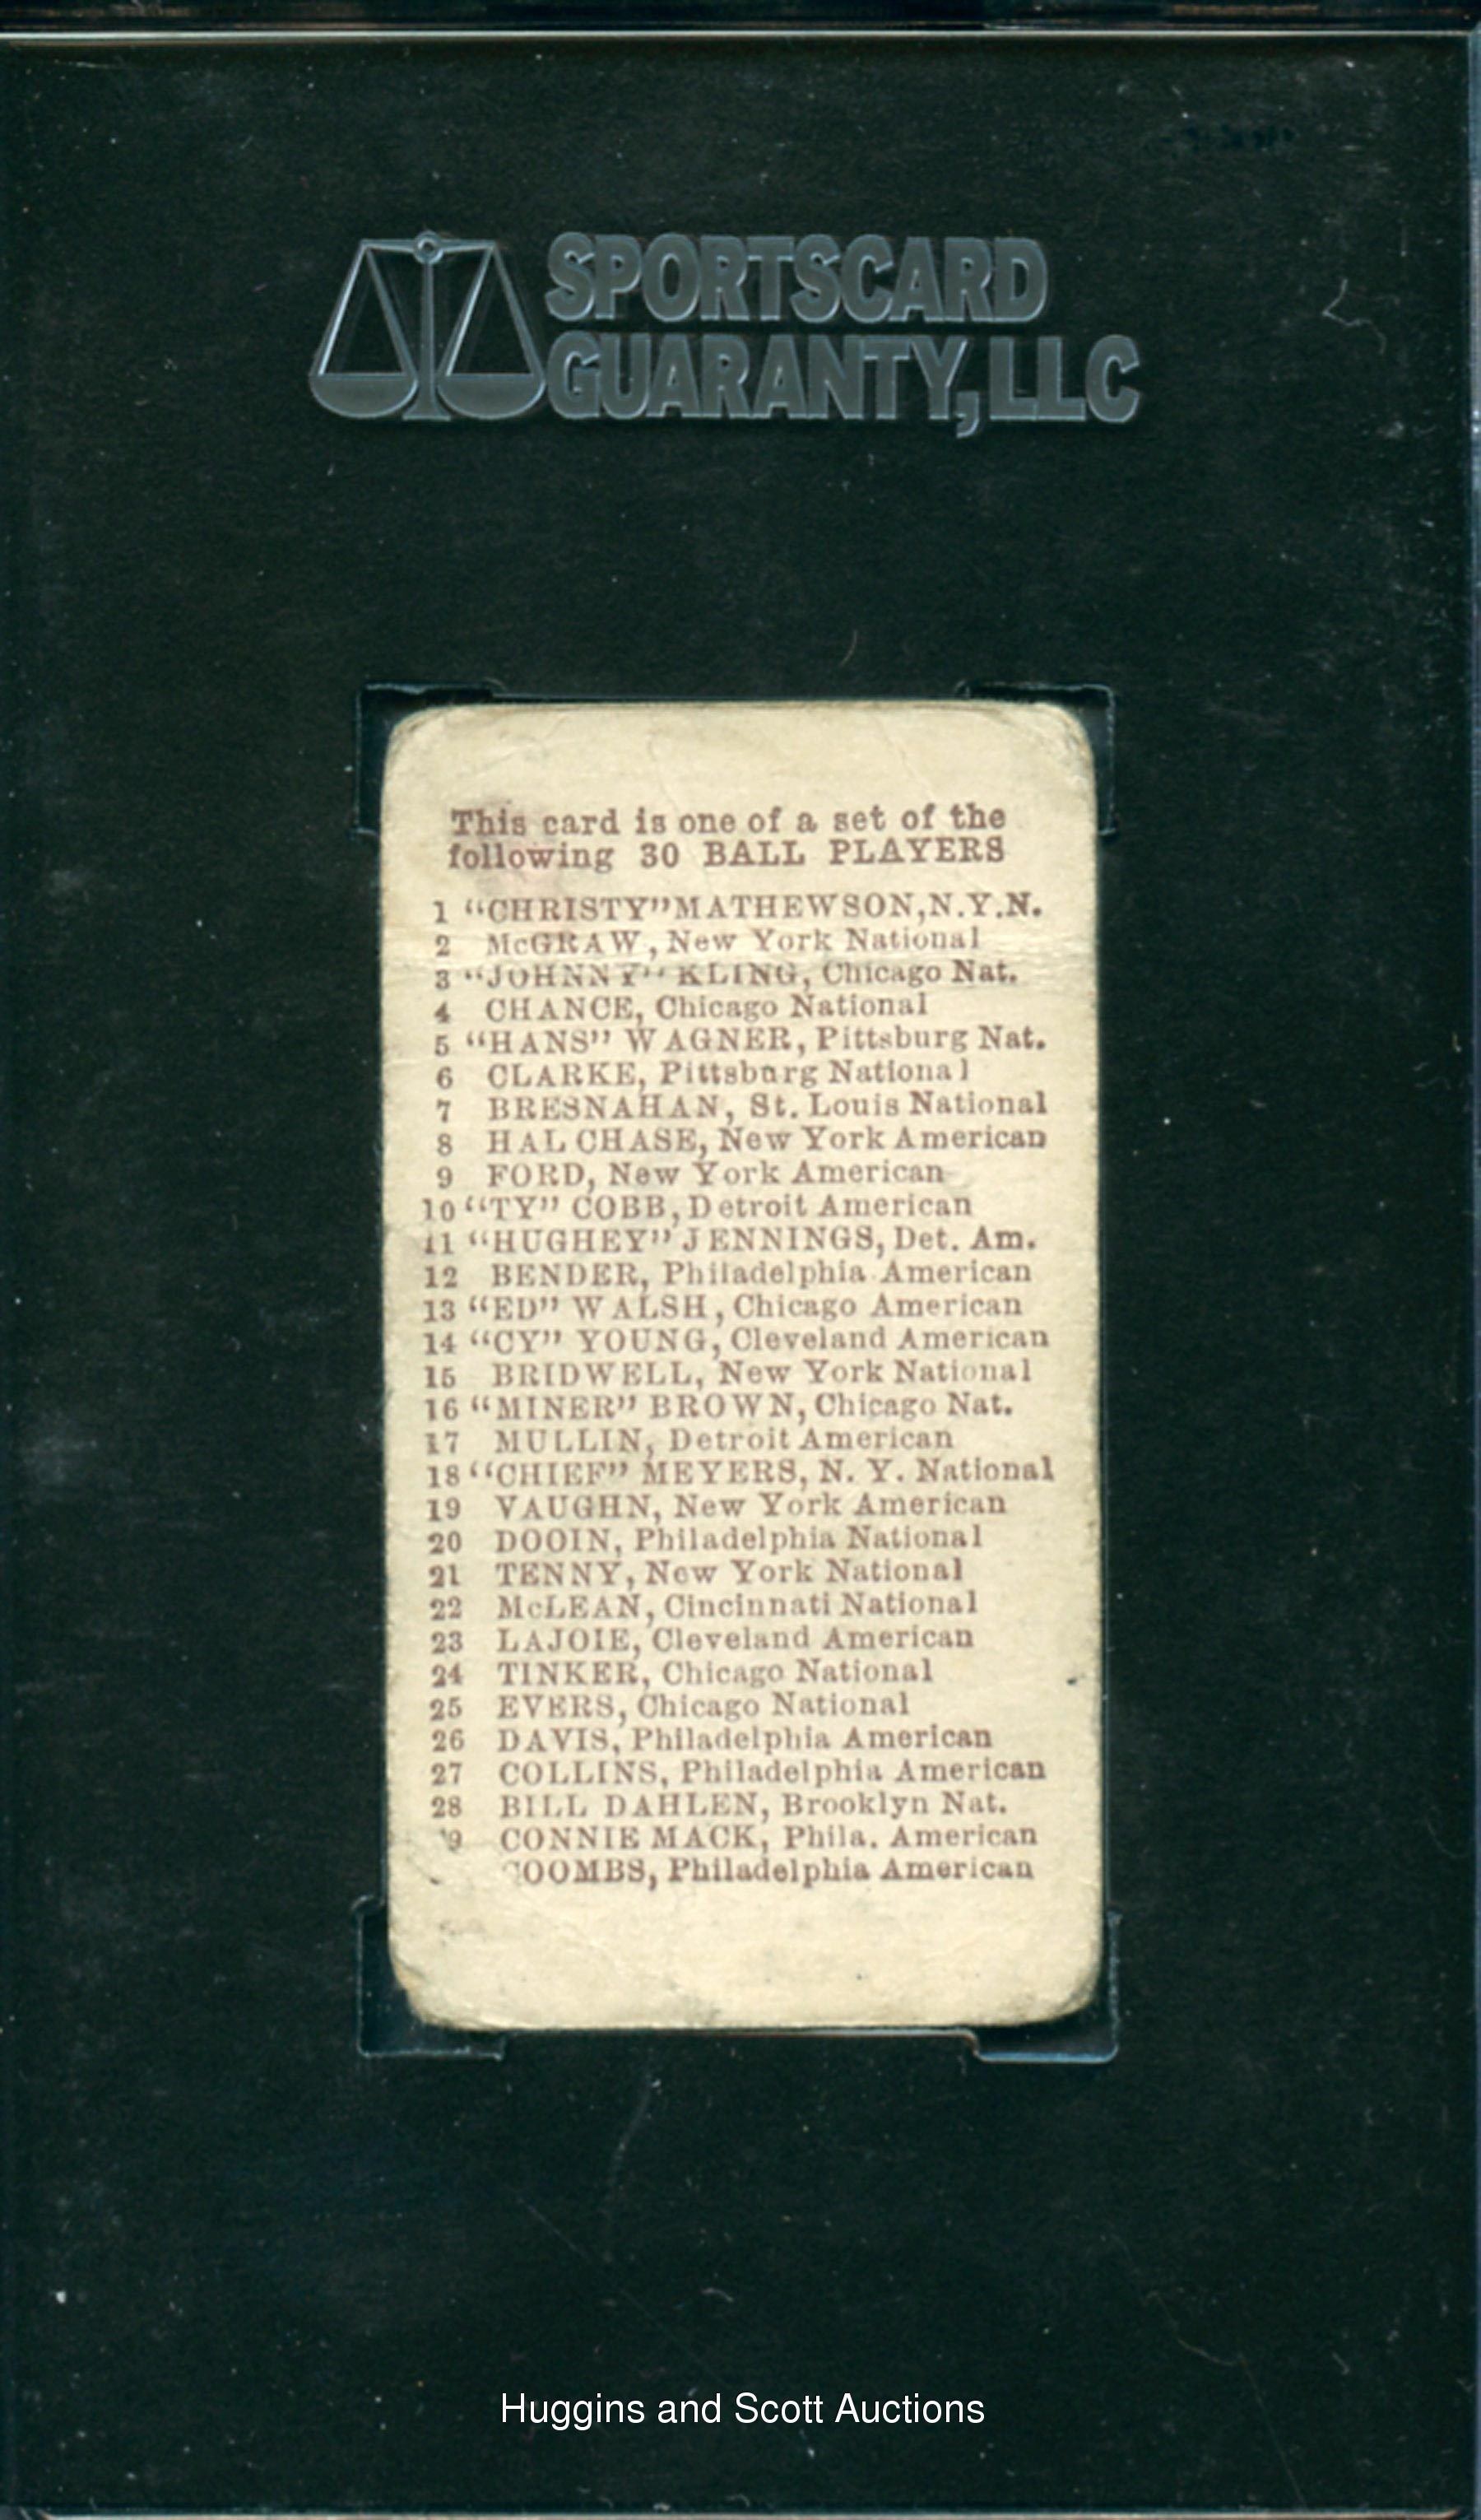 SPORTSCARD
GUARANTY, LLC
This card is one of a set of the
following 30 BALL PLAYERS
1 "CHRISTY" MATHEWSON, N.Y.N.
2 McGRAW, New York National
3 "JOHNNY" KLING, Chicago Nat.
4 CHANCE, Chicago National
5 "HANS" WAGNER, Pittsburg Nat.
6 CLARKE, Pittsburg National
7 BRESNAHAN, St. Louis National
8 HAL CHASE, New York American
9 FORD, New York American
10 "TY" COBB, Detroit American
11 "HUGHEY" JENNINGS, Det. Am.
12 BENDER, Philadelphia American
13 "ED" WALSH, Chicago American
14 "CY" YOUNG, Cleveland American
15 BRIDWELL, New York National
16 "MINER" BROWN, Chicago Nat.
17 MULLIN, Detroit American
18 "CHIEF" MEYERS, N. Y. National
19 VAUGHN, New York American
20 DOOIN, Philadelphia National
21 TENNY, New York National
22 McLEAN, Cincinnati National
23 LAJOIE, Cleveland American
24 TINKER, Chicago National
25 EVERS, Chicago National
26 DAVIS, Philadelphia American
27 COLLINS, Philadelphia American
28 BILL DAHLEN, Brooklyn Nat.
9 CONNIE MACK, Phila. American
COOMBS, Philadelphia American
Huggins and Scott Auctions